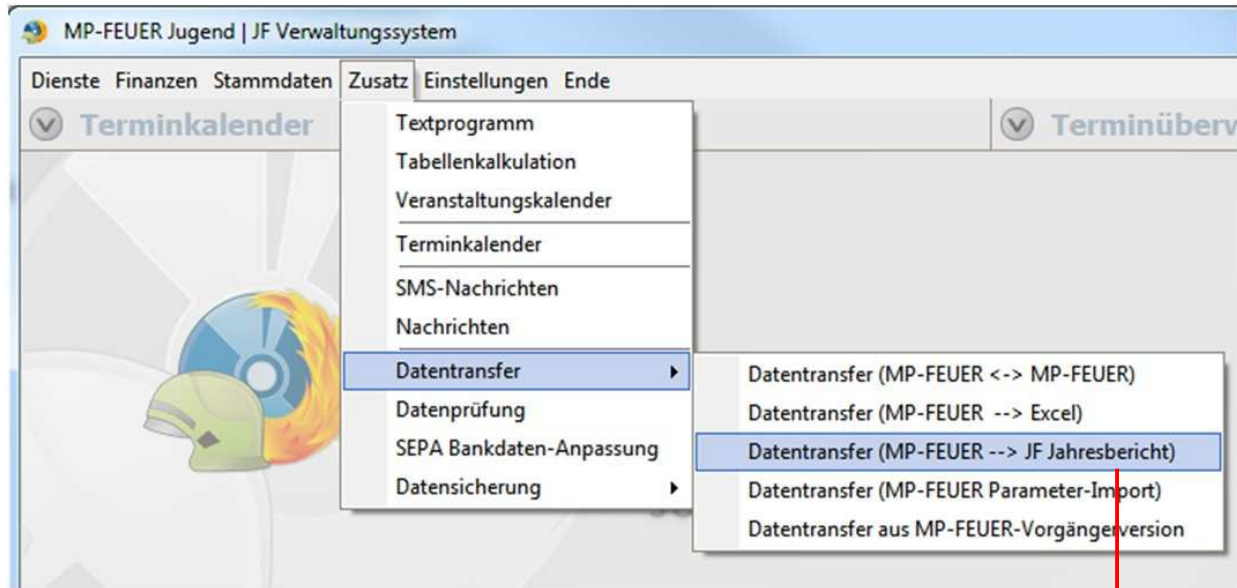 MP-FEUER Jugend | JF Verwaltungssystem
Dienste Finanzen Stammdaten Zusatz Einstellungen Ende
Terminkalender
Textprogramm
Tabellenkalkulation
Veranstaltungskalender
Terminkalender
SMS-Nachrichten
Nachrichten
Datentransfer
Datenprüfung
SEPA Bankdaten-Anpassung
Datensicherung
Datentransfer (MP-FEUER <-> MP-FEUER)
Datentransfer (MP-FEUER --> Excel)
Datentransfer (MP-FEUER --> JF Jahresbericht)
Datentransfer (MP-FEUER Parameter-Import)
Datentransfer aus MP-FEUER-Vorgängerversion